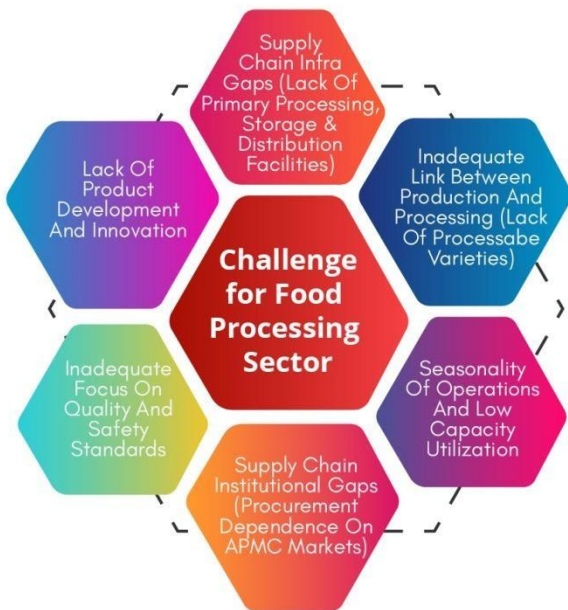 Supply
Chain Infra
Gaps (Lack Of
Primary Processing,
Storage &
Distribution
Facilities)
Inadequate
Link Between
Production And
Processing (Lack
Of Processabe
Varieties)
Seasonality
Of Operations
And Low
Capacity
Utilization
Supply Chain
Institutional Gaps
(Procurement
Dependence On
APMC Markets)
Inadequate
Focus On
Quality And
Safety
Standards
Lack Of
Product
Development
And Innovation
Challenge
for Food
Processing
Sector